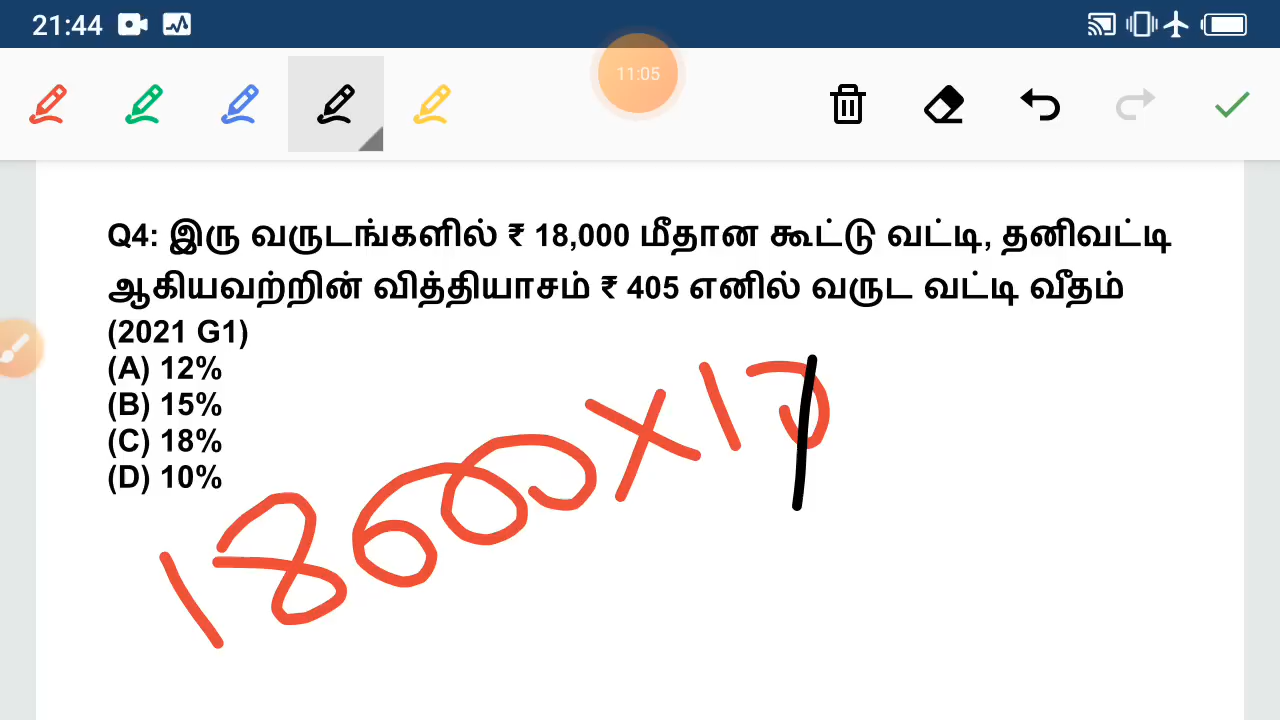 21:44
11:05
Q4: இரு வருடங்களில் ₹ 18,000 மீதான கூட்டு வட்டி, தனிவட்டி
ஆகியவற்றின் வித்தியாசம் ₹ 405 எனில் வருட வட்டி வீதம்
(2021 G1)
(A) 12%
(B) 15%
(C) 18%
(D) 10%
18000 X 1